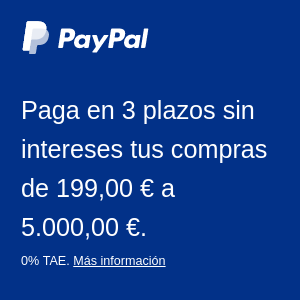 PayPal
Paga en 3 plazos sin
intereses tus compras
de 199,00 € a
5.000,00 €.
0% TAE. Más información